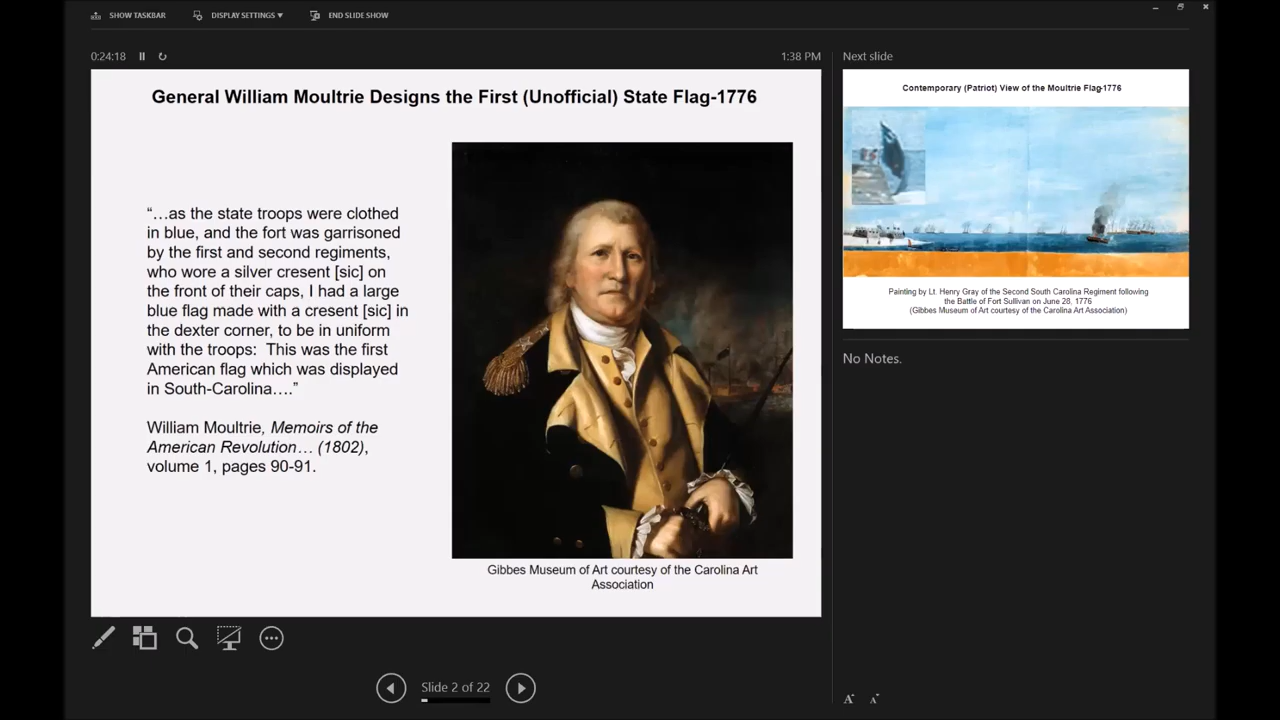 SHOW TASKBAR
DISPLAY SETTINGS ▾
END SLIDE SHOW
0:24:18
1:38 PM
General William Moultrie Designs the First (Unofficial) State Flag-1776
“…as the state troops were clothed
in blue, and the fort was garrisoned
by the first and second regiments,
who wore a silver cresent [sic] on
the front of their caps, I had a large
blue flag made with a cresent [sic] in
the dexter corner, to be in uniform
with the troops:  This was the first
American flag which was displayed
in South-Carolina….”
William Moultrie, Memoirs of the
American Revolution… (1802),
volume 1, pages 90-91.
Gibbes Museum of Art courtesy of the Carolina Art
Association
Next slide
Contemporary (Patriot) View of the Moultrie Flag-1776
Painting by Lt. Henry Gray of the Second South Carolina Regiment following
the Battle of Fort Sullivan on June 28, 1776
(Gibbes Museum of Art courtesy of the Carolina Art Association)
No Notes.
Slide 2 of 22
A A